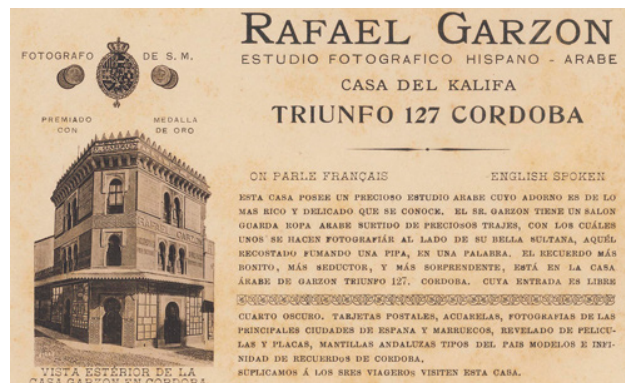 FOTOGRAFO DE S. M.
PREMIADO CON
MEDALLA DE ORO
RAFAEL GARZON
VISTA ESTÉRIOR DE LA
CASA GARZON EN CORDOBA
RAFAEL GARZON
ESTUDIO FOTOGRAFICO HISPANO - ARABE
CASA DEL KALIFA
TRIUNFO 127 CORDOBA
ON PARLE FRANÇAIS
ENGLISH SPOKEN
ESTA CASA POSEE UN PRECIOSO ESTUDIO ARABE CUYO ADORNO ES DE LO
MAS RICO Y DELICADO QUE SE CONOCE. EL SR. GARZON TIENE UN SALON
GUARDA ROPA ARABE SURTIDO DE PRECIOSOS TRAJES, CON LOS CUÁLES
UNOS SE HACEN FOTOGRAFIÁR AL LADO DE SU BELLA SULTANA, AQUÉL
RECOSTADO FUMANDO UNA PIPA, EN UNA PALABRA. EL RECUERDO MÁS
BONITO, MÁS SEDUCTOR, Y MÁS SORPRENDENTE, ESTÁ EN LA CASA
ÁRABE DE GARZON TRIUNFO 127. CORDOBA. CUYA ENTRADA ES LIBRE
CUARTO OSCURO. TARJETAS POSTALES, ACUARELAS, FOTOGRAFIAS DE LAS
PRINCIPALES CIUDADES DE ESPANA Y MARRUECOS, REVELADO DE PELICU-
LAS Y PLACAS, MANTILLAS ANDALUZAS TIPOS DEL PAIS MODELOS E INFI-
NIDAD DE RECUERDOS DE CORDOBA.
SUPLICAMOS Á LOS SRES VIAGEROS VISITEN ESTA CASA.